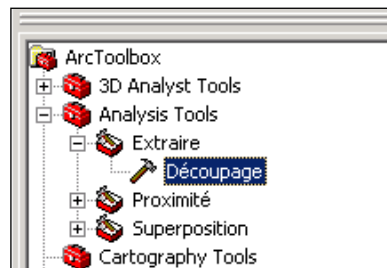 ArcToolbox
3D Analyst Tools
Analysis Tools
Extraire
Découpage
Proximité
Superposition
Cartography Tools